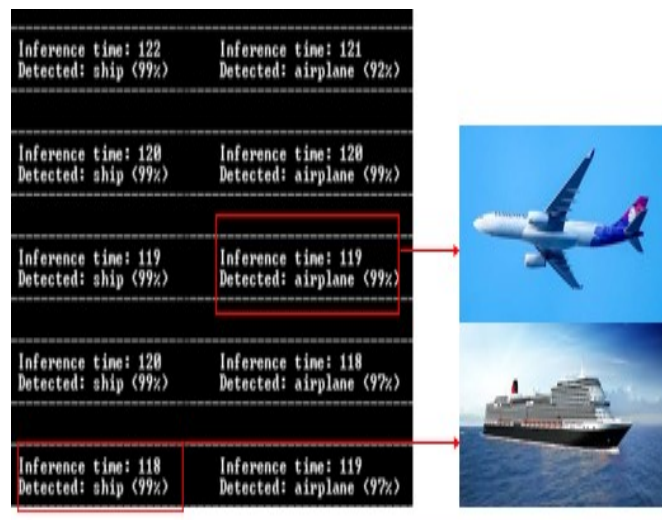 Inference time: 122 Inference time: 121
Detected: ship (99%) Detected: airplane (92%)
Inference time: 120 Inference time: 120
Detected: ship (99%) Detected: airplane (99%)
Inference time: 119 Inference time: 119
Detected: ship (99%) Detected: airplane (99%)
Inference time: 120 Inference time: 118
Detected: ship (99%) Detected: airplane (97%)
Inference time: 118 Inference time: 119
Detected: ship (99%) Detected: airplane (97%)